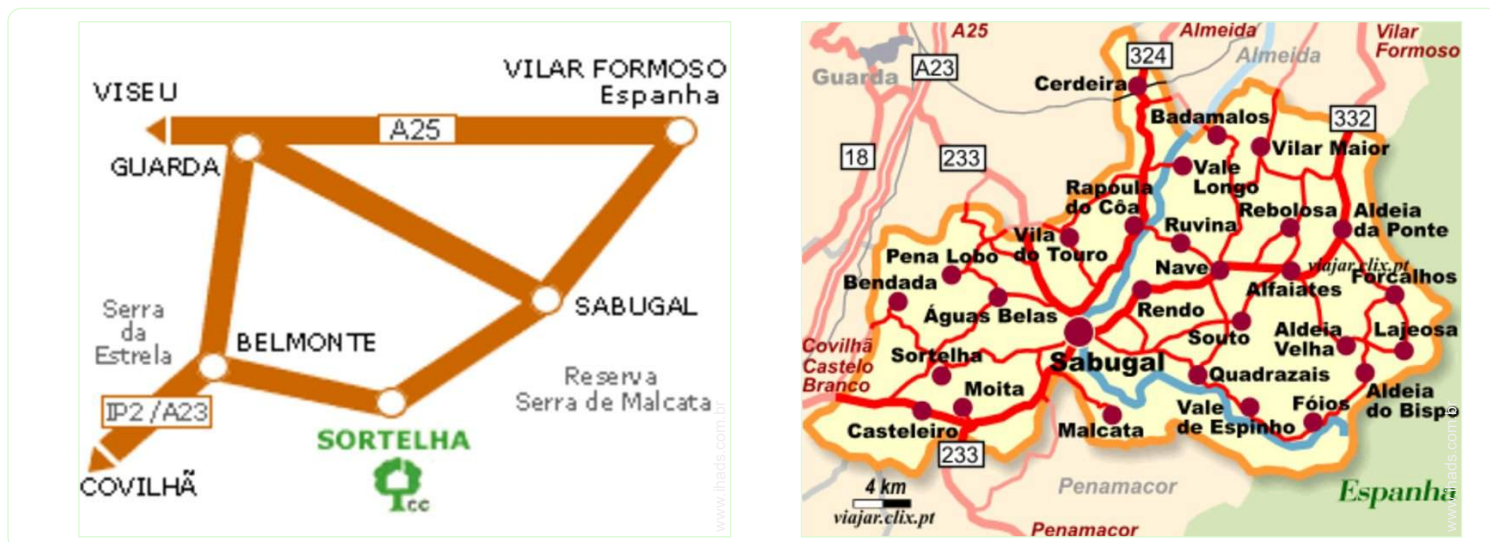 VISEU
VILAR FORMOSO
Espanha
A25
GUARDA
SABUGAL
Serra
da
Estrela
BELMONTE
Reserva
Serra de Malcata
IP2 /A23
SORTELHA
CC
COVILHÃ
www.ihads.com.br
A25
Almeida
Vilar
Formoso
324
Almeida
Guarda
A23
Cerdeira
Badamalos
332
18
233
Vilar Maior
Vale
Longo
Rapoula
do Côa
Rebolosa
Aldeia
da Ponte
Ruvina
Vila
do Touro
Pena Lobo
Nave
viajar.clix.pt
Forcalhos
Bendada
Alfaiates
Águas Belas
Rendo
Souto
Aldeia
Velha
Lajeosa
Covilhã
Castelo
Branco
Sortelha
Sabugal
Quadrazais
Moita
Aldeia
do Bispo
Vale
de Espinho
Fóios
Casteleiro
Malcata
233
4 km
viajar.clix.pt
Penamacor
Espanha
Penamacor
www.ihads.com.br